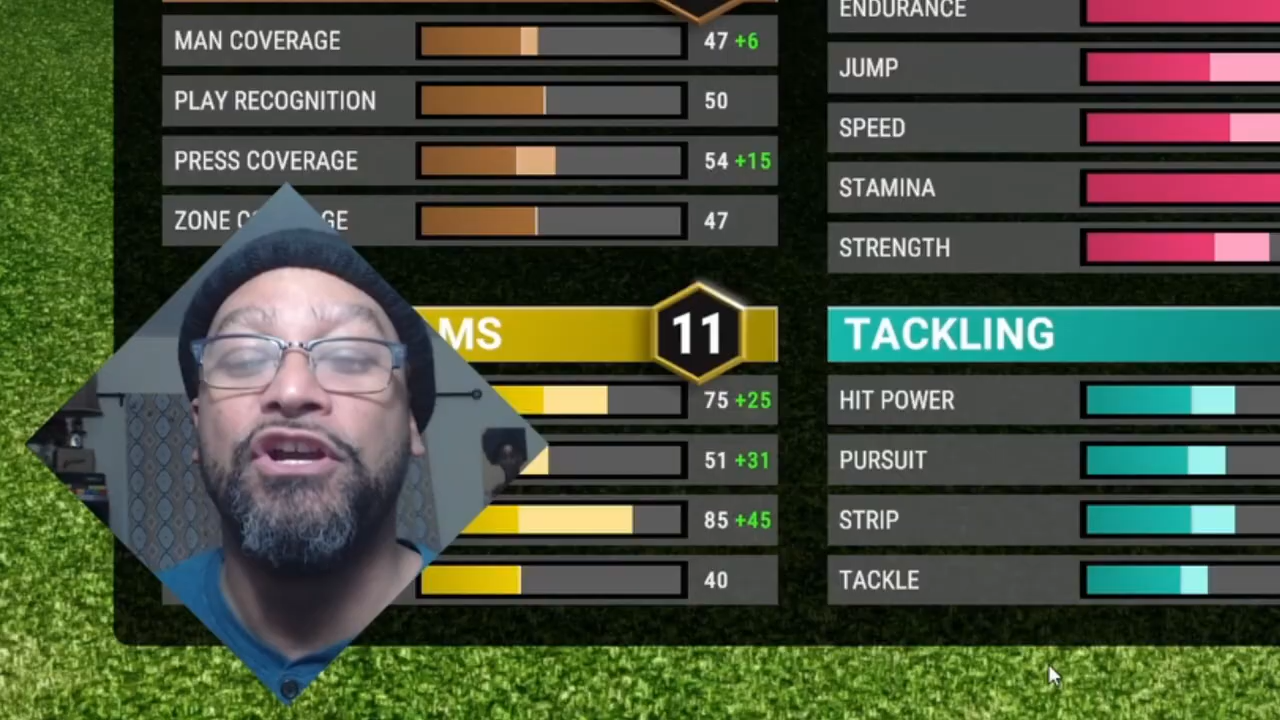 MAN COVERAGE 47 +6
PLAY RECOGNITION 50
PRESS COVERAGE 54 +15
ZONE 47
MS 11
75 +25
51 +31
85 +45
40
ENDURANCE
JUMP
SPEED
STAMINA
STRENGTH
TACKLING
HIT POWER
PURSUIT
STRIP
TACKLE